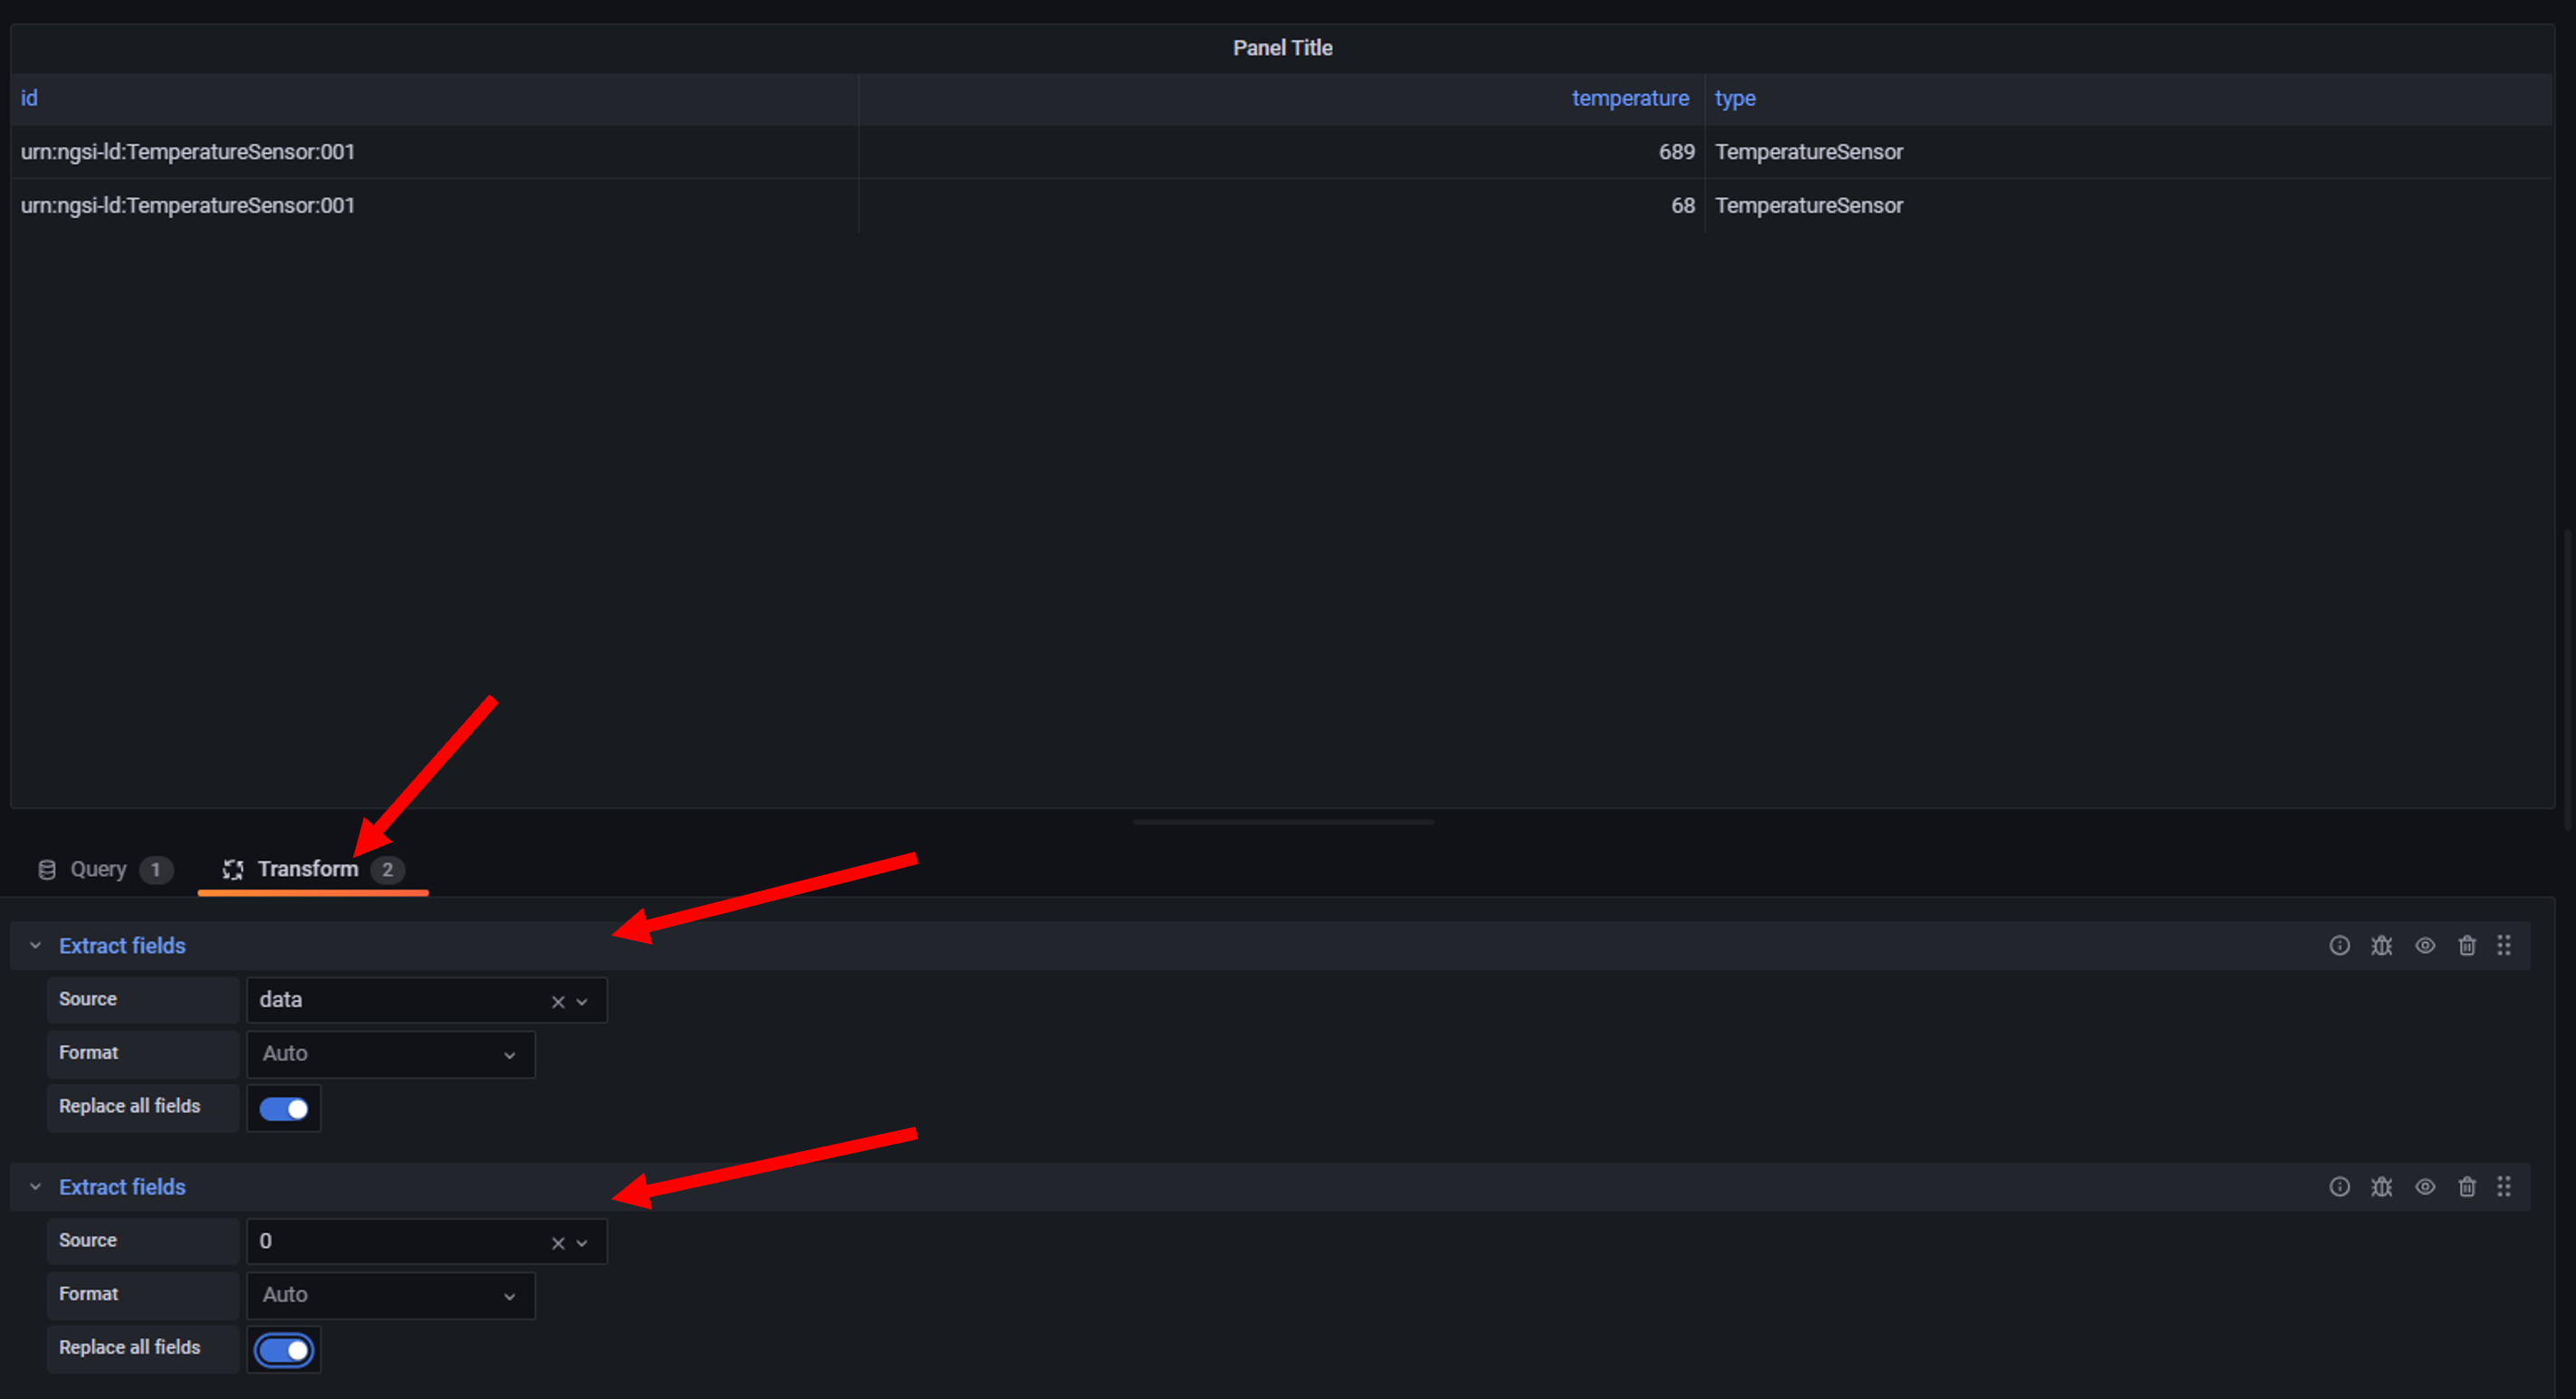 Panel Title
id temperature type
urn:ngsi-ld:TemperatureSensor:001 689 TemperatureSensor
urn:ngsi-ld:TemperatureSensor:001 68 TemperatureSensor
Query 1 Transform 2
Extract fields
Source data
Format Auto
Replace all fields
Extract fields
Source 0
Format Auto
Replace all fields